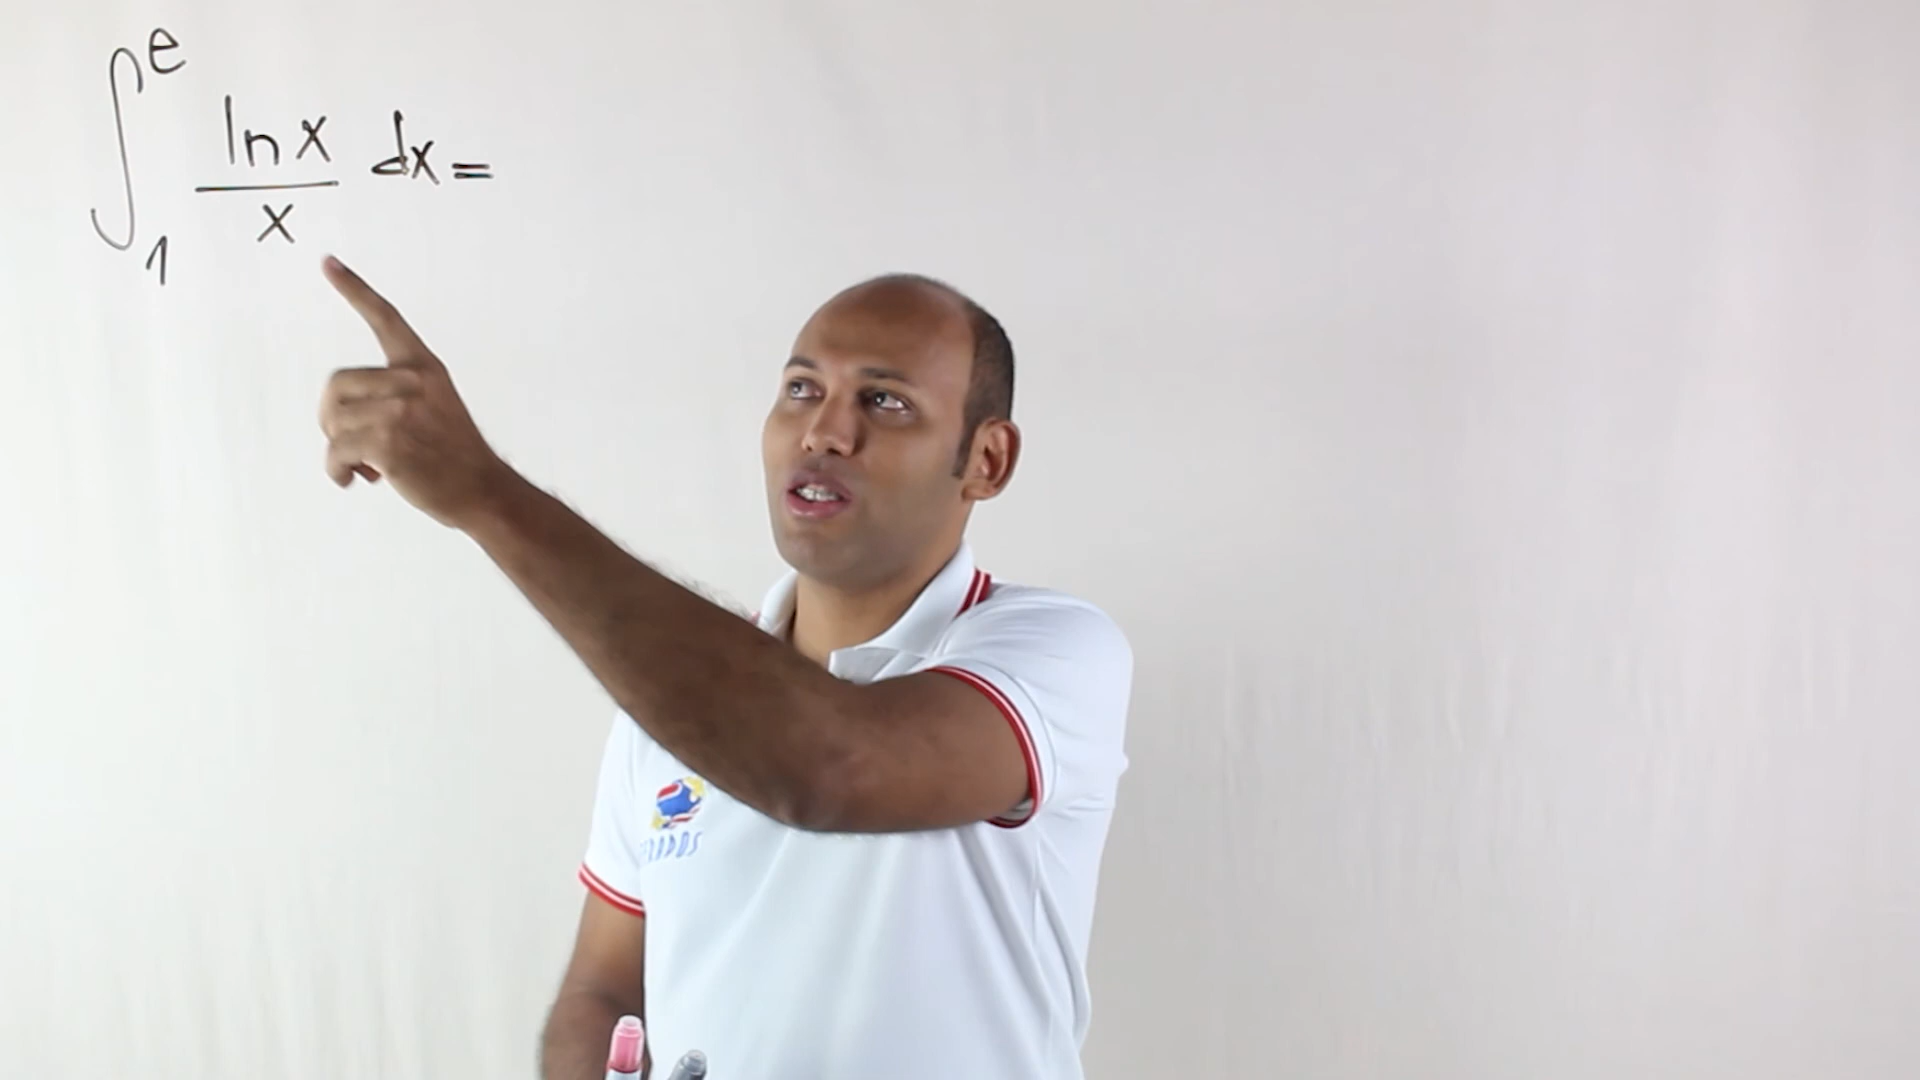 ∫₁ᵉ ln x / x dx =